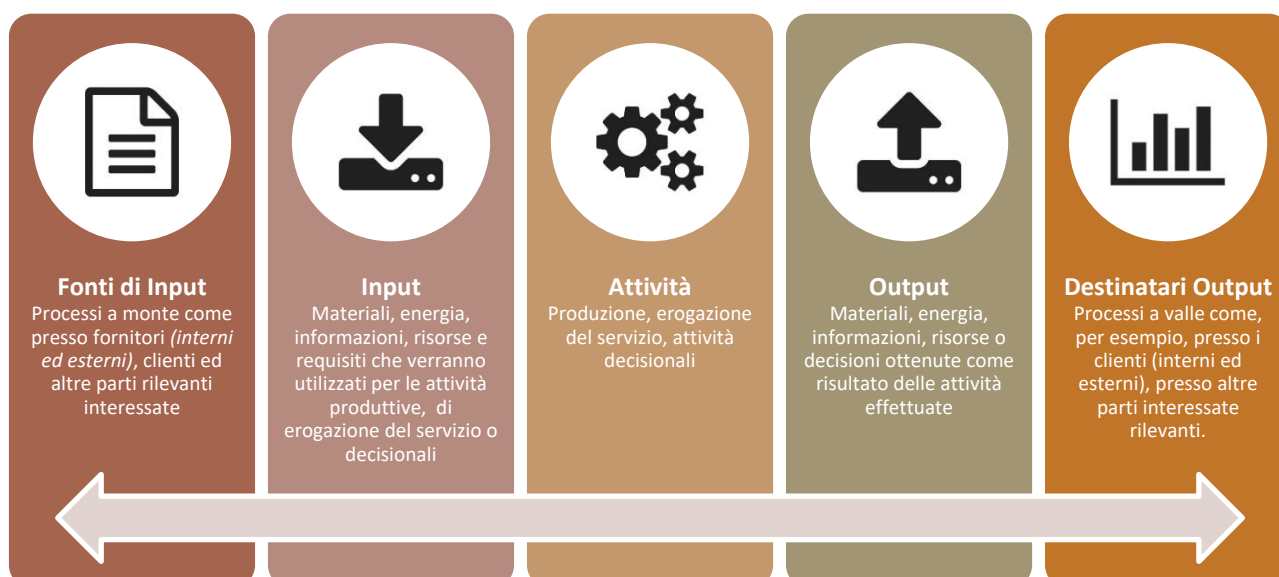 Fonti di Input
Processi a monte come
presso fornitori (interni
ed esterni), clienti ed
altre parti rilevanti
interessate
Input
Materiali, energia,
informazioni, risorse e
requisiti che verranno
utilizzati per le attività
produttive, di
erogazione del servizio o
decisionali
Attività
Produzione, erogazione
del servizio, attività
decisionali
Output
Materiali, energia,
informazioni, risorse o
decisioni ottenute come
risultato delle attività
effettuate
Destinatari Output
Processi a valle come,
per esempio, presso i
clienti (interni ed
esterni), presso altre
parti interessate
rilevanti.